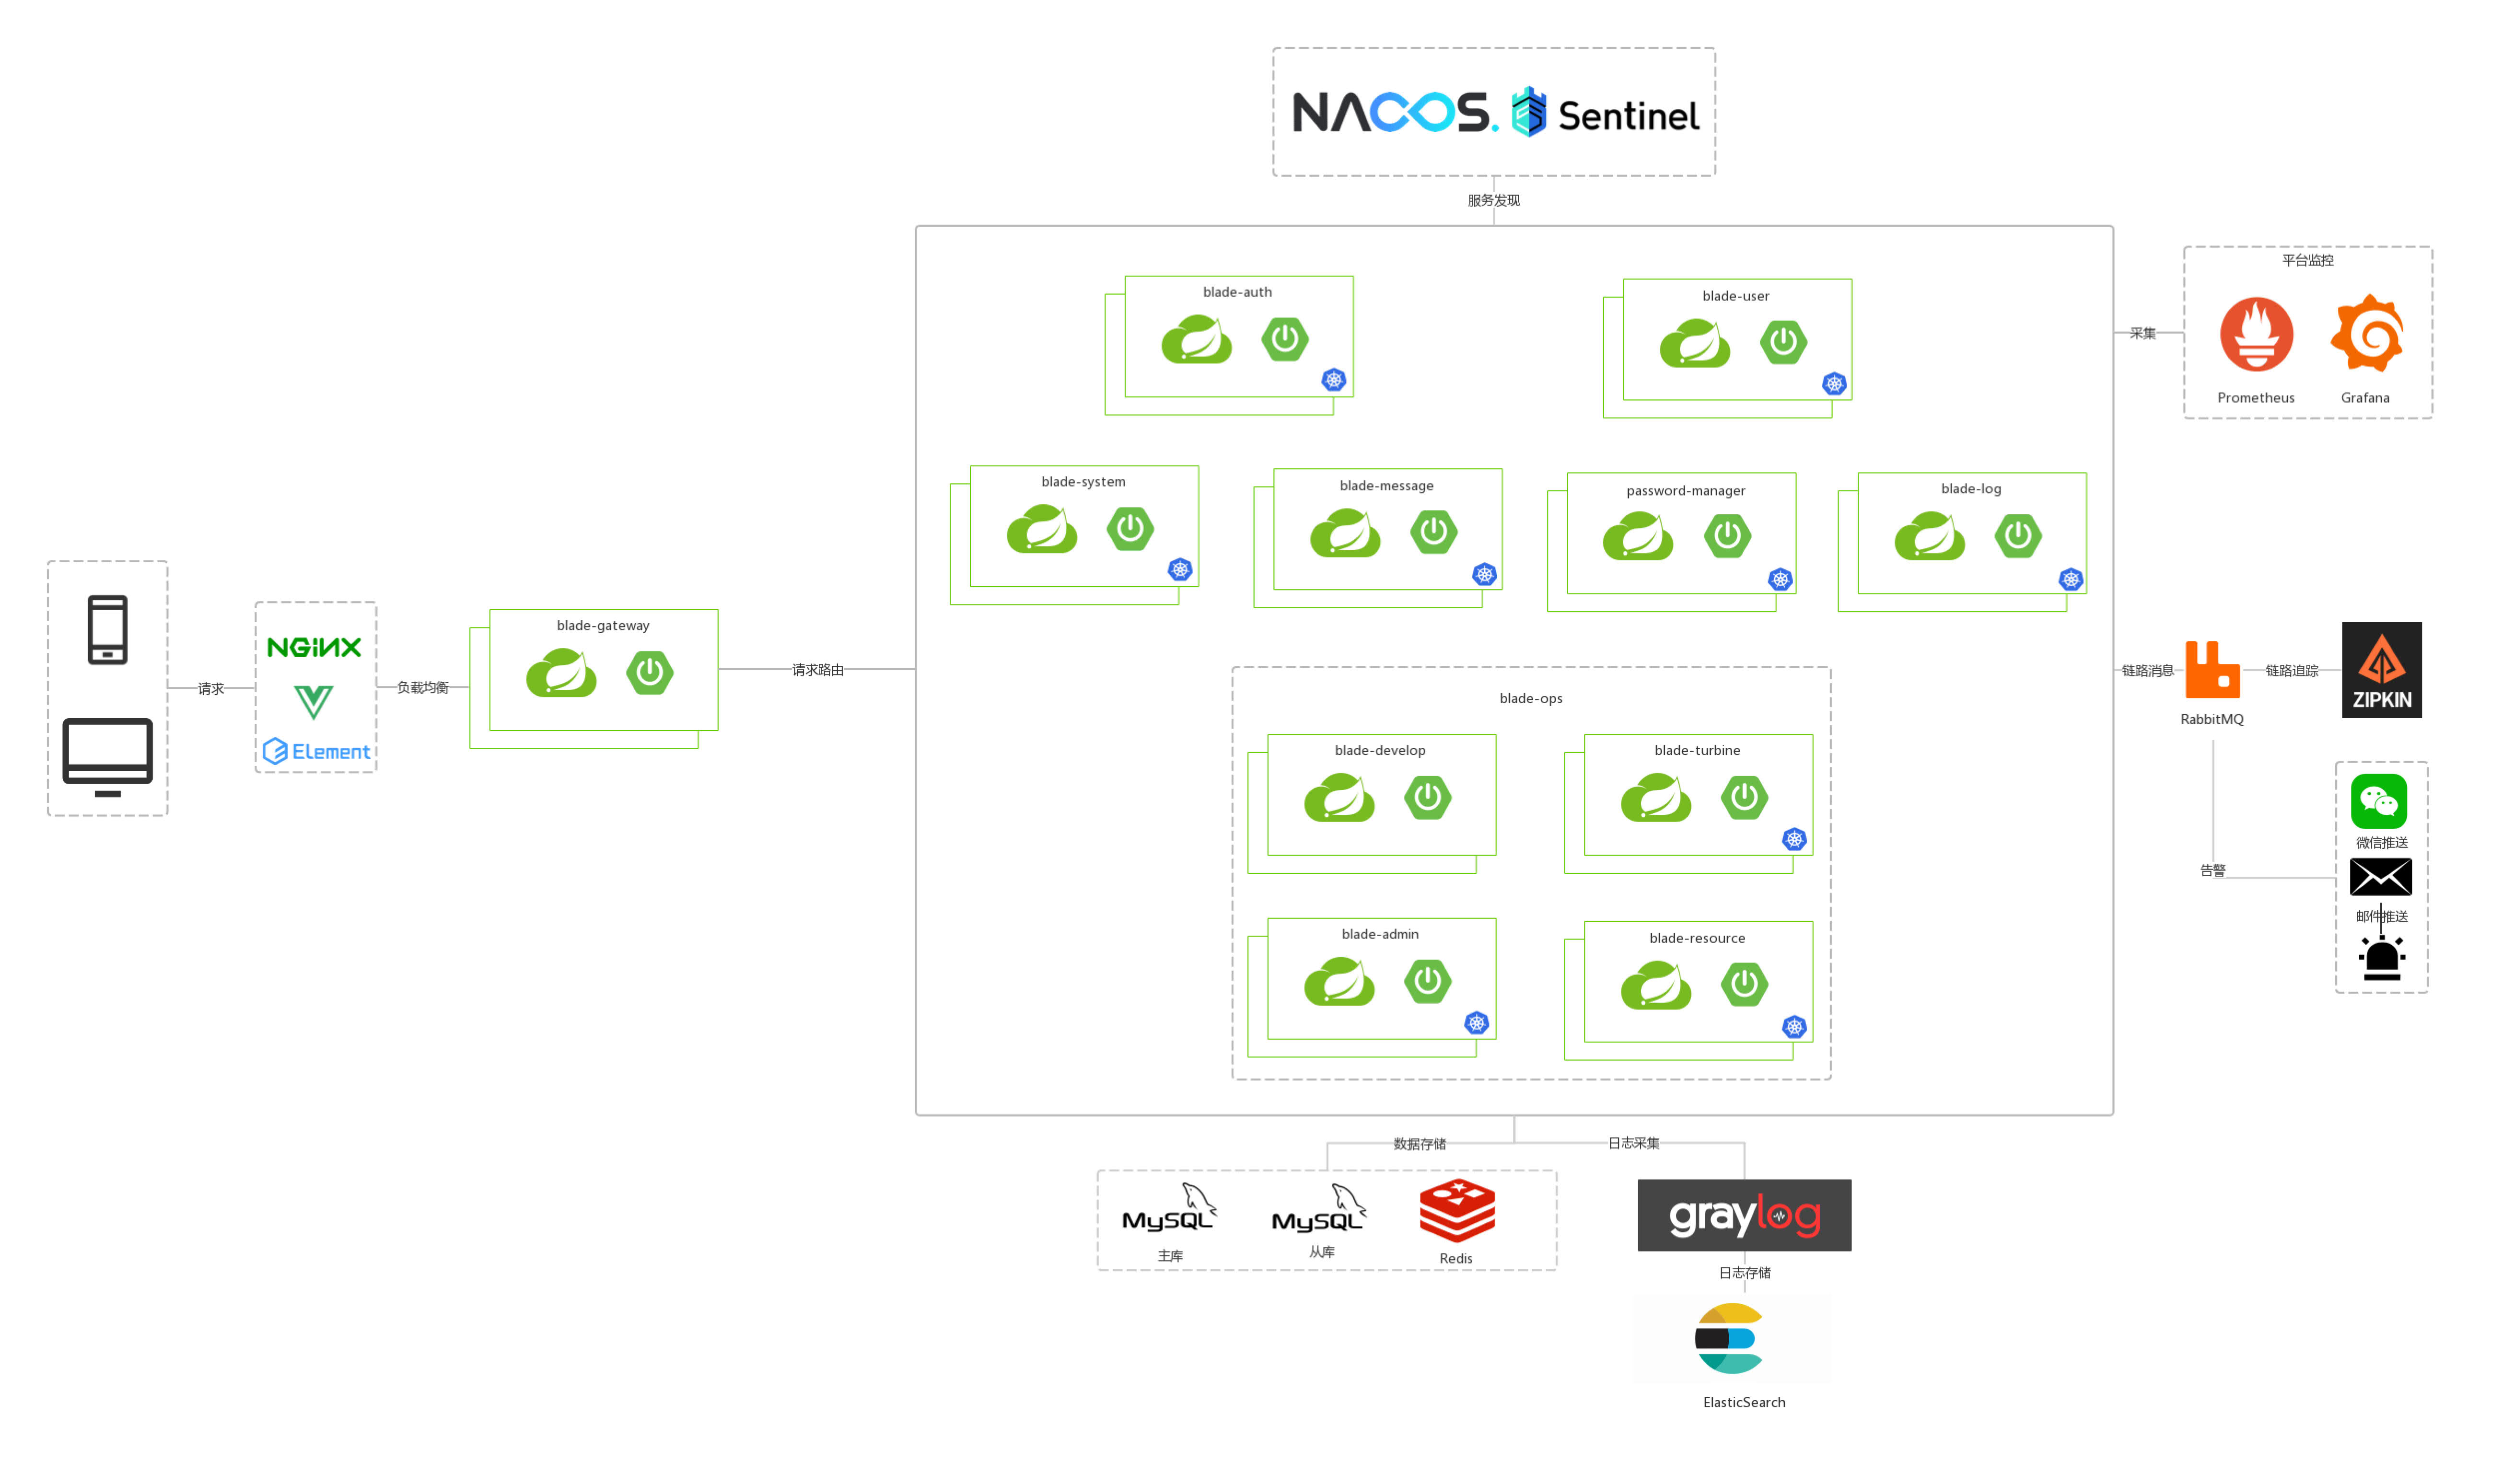 NACOS.
Sentinel
服务发现
平台监控
blade-auth
blade-user
采集
Prometheus
Grafana
blade-system
blade-message
password-manager
blade-log
NGINX
Element
请求
负载均衡
blade-gateway
请求路由
blade-ops
blade-develop
blade-turbine
blade-admin
blade-resource
链路消息
RabbitMQ
链路追踪
ZIPKIN
告警
微信推送
邮件推送
数据存储
日志采集
MySQL
主库
MySQL
从库
Redis
graylog
日志存储
ElasticSearch